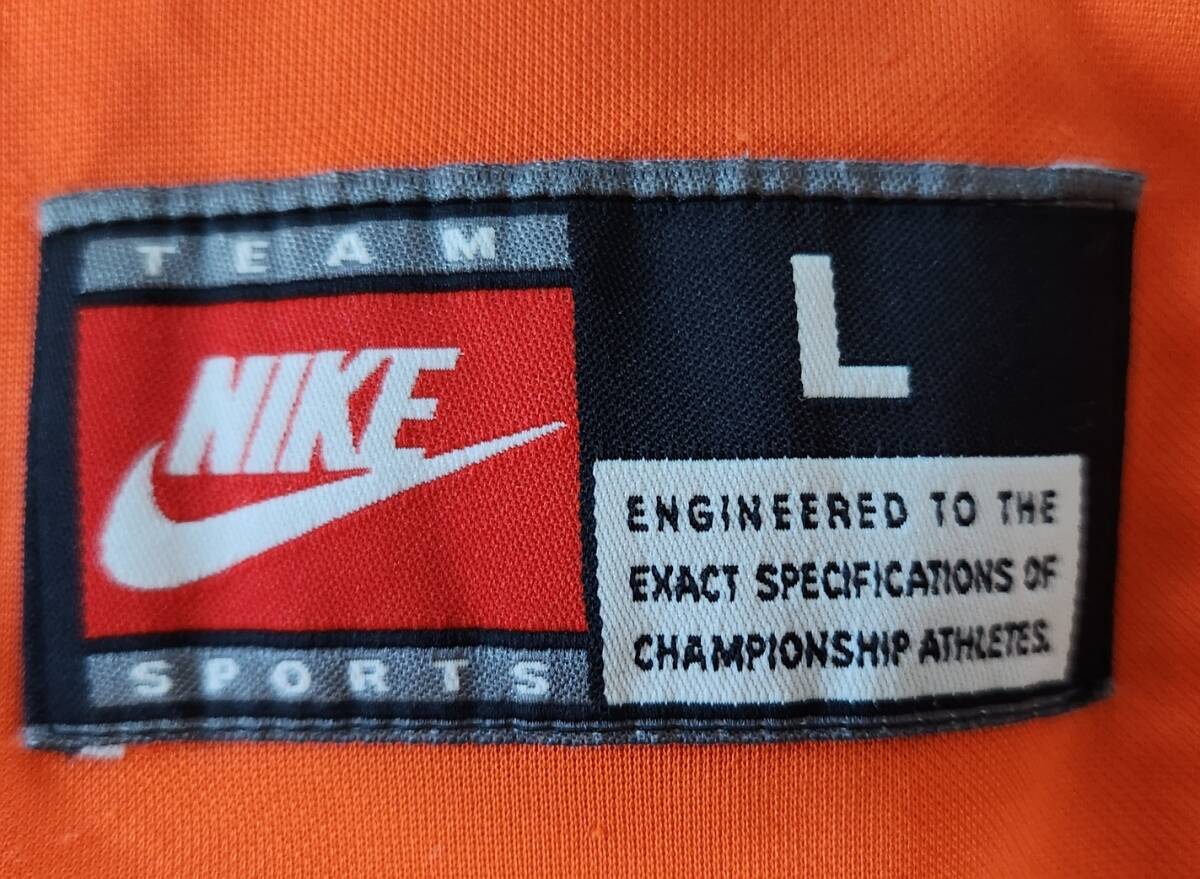 TEAM
NIKE
SPORTS
L
ENGINEERED TO THE
EXACT SPECIFICATIONS OF
CHAMPIONSHIP ATHLETES.